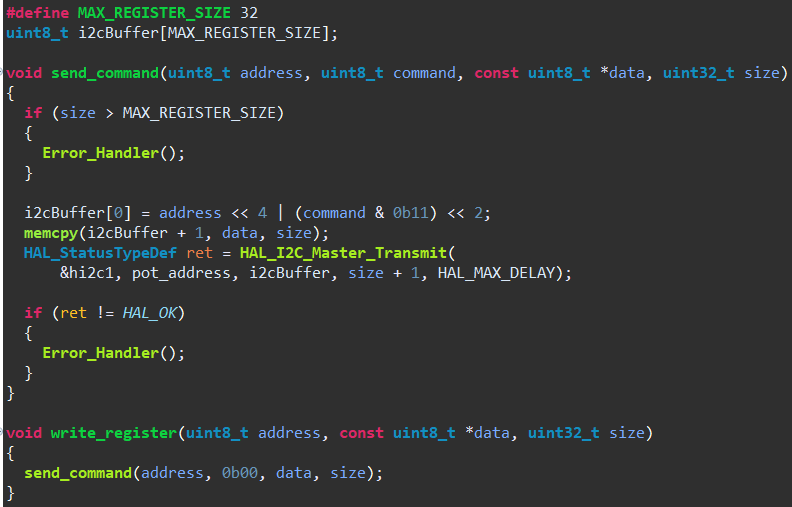 #define MAX_REGISTER_SIZE 32
uint8_t i2cBuffer[MAX_REGISTER_SIZE];
void send_command(uint8_t address, uint8_t command, const uint8_t *data, uint32_t size)
{
  if (size > MAX_REGISTER_SIZE)
  {
    Error_Handler();
  }
  i2cBuffer[0] = address << 4 | (command & 0b11) << 2;
  memcpy(i2cBuffer + 1, data, size);
  HAL_StatusTypeDef ret = HAL_I2C_Master_Transmit(
      &hi2c1, pot_address, i2cBuffer, size + 1, HAL_MAX_DELAY);
  if (ret != HAL_OK)
  {
    Error_Handler();
  }
}
void write_register(uint8_t address, const uint8_t *data, uint32_t size)
{
  send_command(address, 0b00, data, size);
}